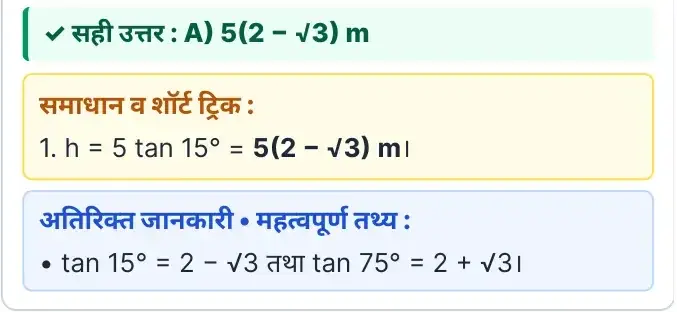 ✓ सही उत्तर : A) 5(2 − √3) m
समाधान व शॉर्ट ट्रिक :
1. h = 5 tan 15° = 5(2 − √3) m।
अतिरिक्त जानकारी • महत्वपूर्ण तथ्य :
• tan 15° = 2 − √3 तथा tan 75° = 2 + √3।